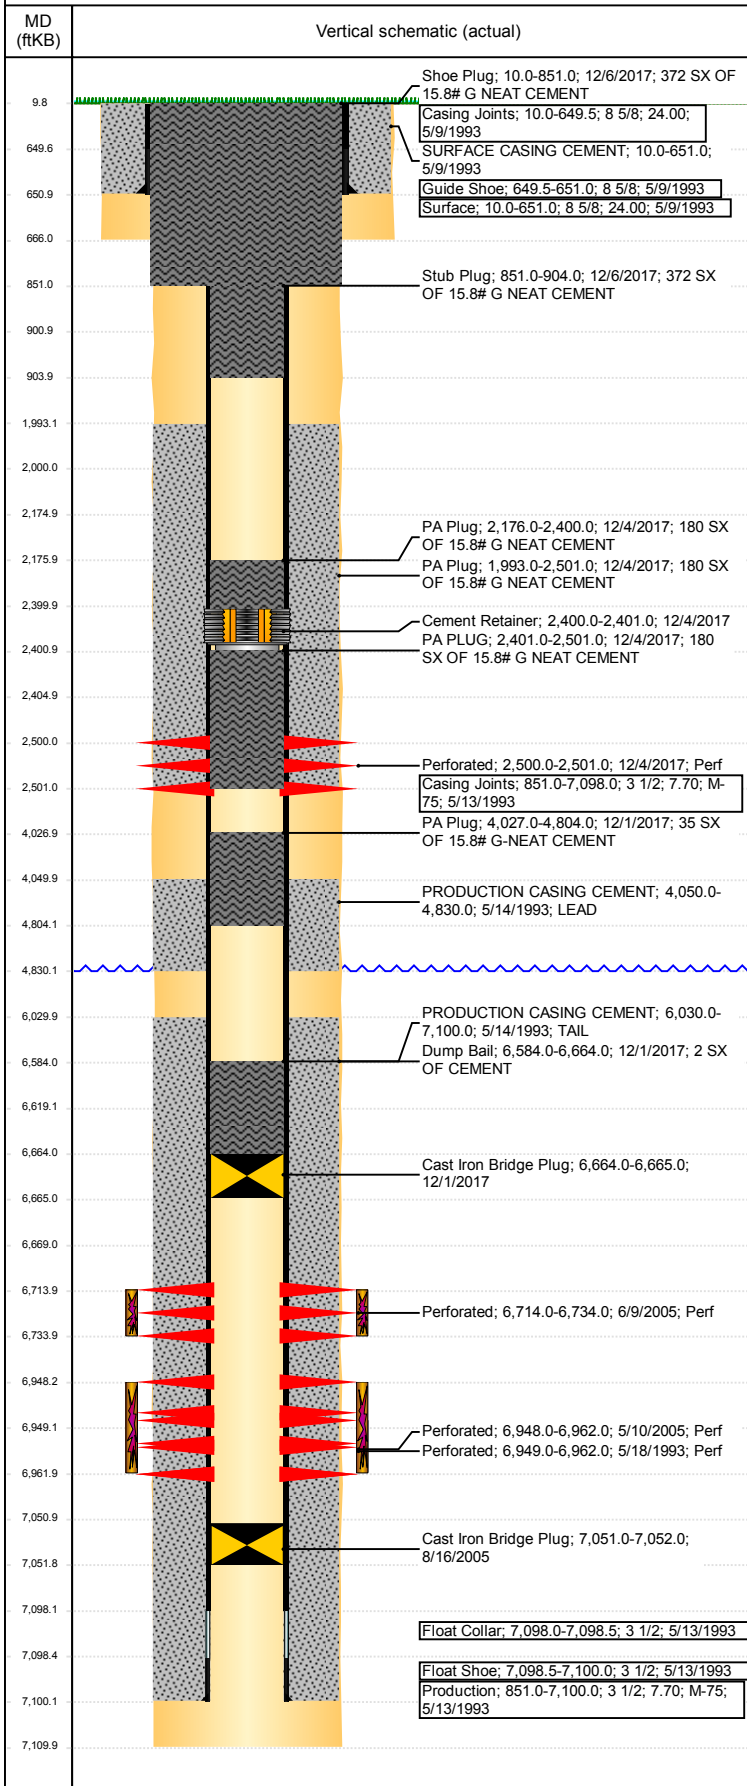 MD
(ftKB)
Vertical schematic (actual)
Shoe Plug; 10.0-851.0; 12/6/2017; 372 SX OF
15.8# G NEAT CEMENT
9.8
Casing Joints; 10.0-649.5; 8 5/8; 24.00;
5/9/1993
649.6
SURFACE CASING CEMENT; 10.0-651.0;
5/9/1993
Guide Shoe; 649.5-651.0; 8 5/8; 5/9/1993
650.9
Surface; 10.0-651.0; 8 5/8; 24.00; 5/9/1993
666.0
Stub Plug; 851.0-904.0; 12/6/2017; 372 SX
OF 15.8# G NEAT CEMENT
851.0
900.9
903.9
1,993.1
2,000.0
2,174.9
PA Plug; 2,176.0-2,400.0; 12/4/2017; 180 SX
OF 15.8# G NEAT CEMENT
2,175.9
PA Plug; 1,993.0-2,501.0; 12/4/2017; 180 SX
OF 15.8# G NEAT CEMENT
2,399.9
Cement Retainer; 2,400.0-2,401.0; 12/4/2017
PA PLUG; 2,401.0-2,501.0; 12/4/2017; 180
SX OF 15.8# G NEAT CEMENT
2,400.9
2,404.9
2,500.0
Perforated; 2,500.0-2,501.0; 12/4/2017; Perf
Casing Joints; 851.0-7,098.0; 3 1/2; 7.70; M-
75; 5/13/1993
2,501.0
PA Plug; 4,027.0-4,804.0; 12/1/2017; 35 SX
OF 15.8# G-NEAT CEMENT
4,026.9
4,049.9
PRODUCTION CASING CEMENT; 4,050.0-
4,830.0; 5/14/1993; LEAD
4,804.1
4,830.1
PRODUCTION CASING CEMENT; 6,030.0-
7,100.0; 5/14/1993; TAIL
6,029.9
Dump Bail; 6,584.0-6,664.0; 12/1/2017; 2 SX
OF CEMENT
6,584.0
6,619.1
6,664.0
Cast Iron Bridge Plug; 6,664.0-6,665.0;
12/1/2017
6,665.0
6,669.0
6,713.9
Perforated; 6,714.0-6,734.0; 6/9/2005; Perf
6,733.9
6,948.2
6,949.1
Perforated; 6,948.0-6,962.0; 5/10/2005; Perf
Perforated; 6,949.0-6,962.0; 5/18/1993; Perf
6,961.9
7,050.9
Cast Iron Bridge Plug; 7,051.0-7,052.0;
8/16/2005
7,051.8
7,098.1
Float Collar; 7,098.0-7,098.5; 3 1/2; 5/13/1993
7,098.4
Float Shoe; 7,098.5-7,100.0; 3 1/2; 5/13/1993
Production; 851.0-7,100.0; 3 1/2; 7.70; M-75;
5/13/1993
7,100.1
7,109.9